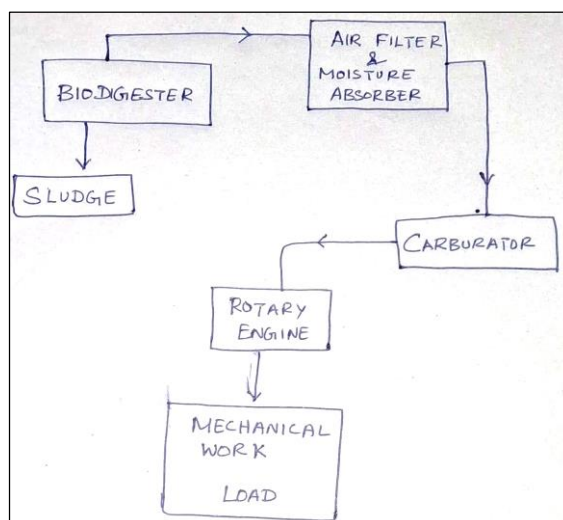 AIR FILTER
&
MOISTURE
ABSORBER
BIODIGESTER
SLUDGE
CARBURATOR
ROTARY
ENGINE
MECHANICAL
WORK
LOAD